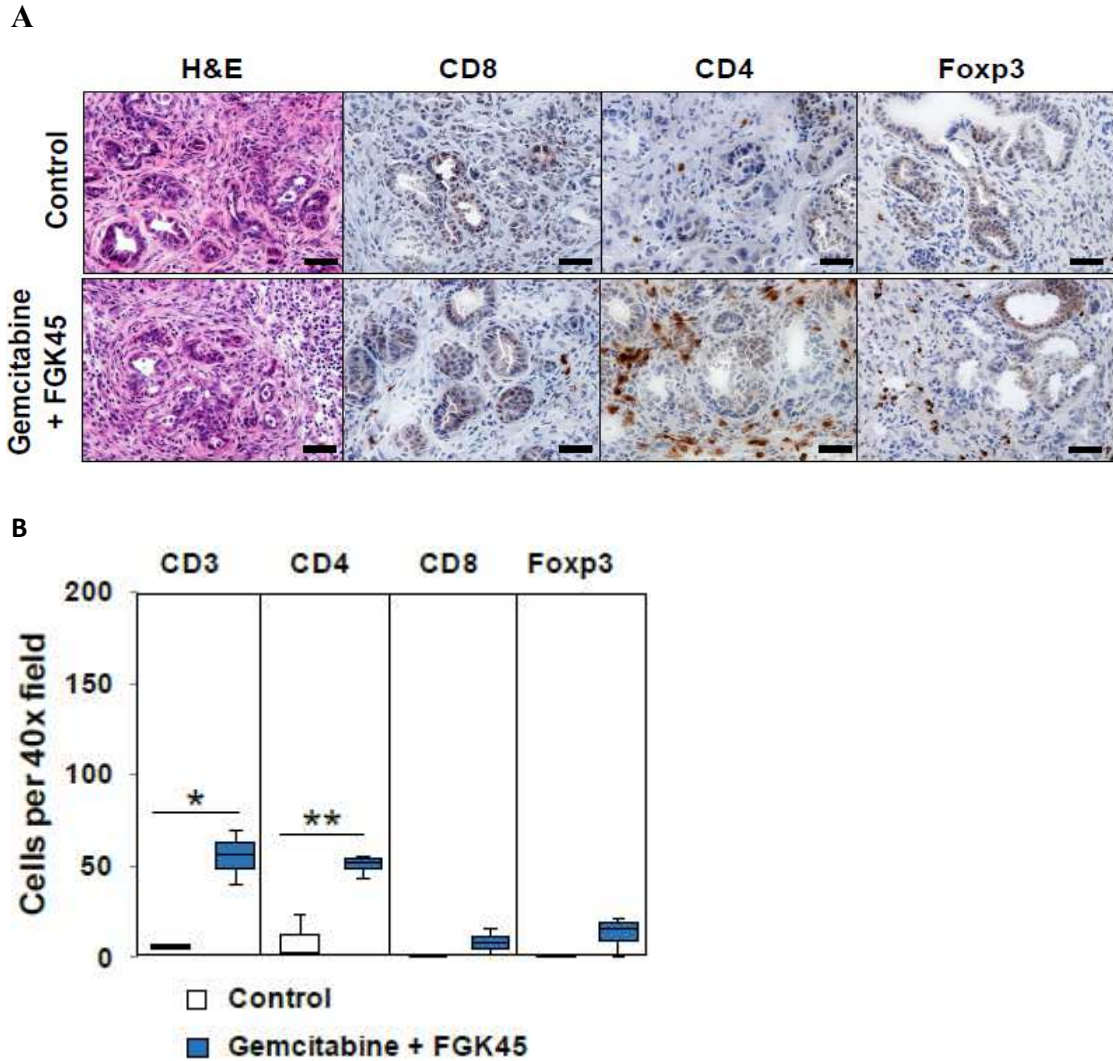 A
H&E CD8 CD4 Foxp3
Control
Gemcitabine
+ FGK45
B
CD3 CD4 CD8 Foxp3
200
150
100
50
0
Cells per 40x field
*
**
Control
Gemcitabine + FGK45